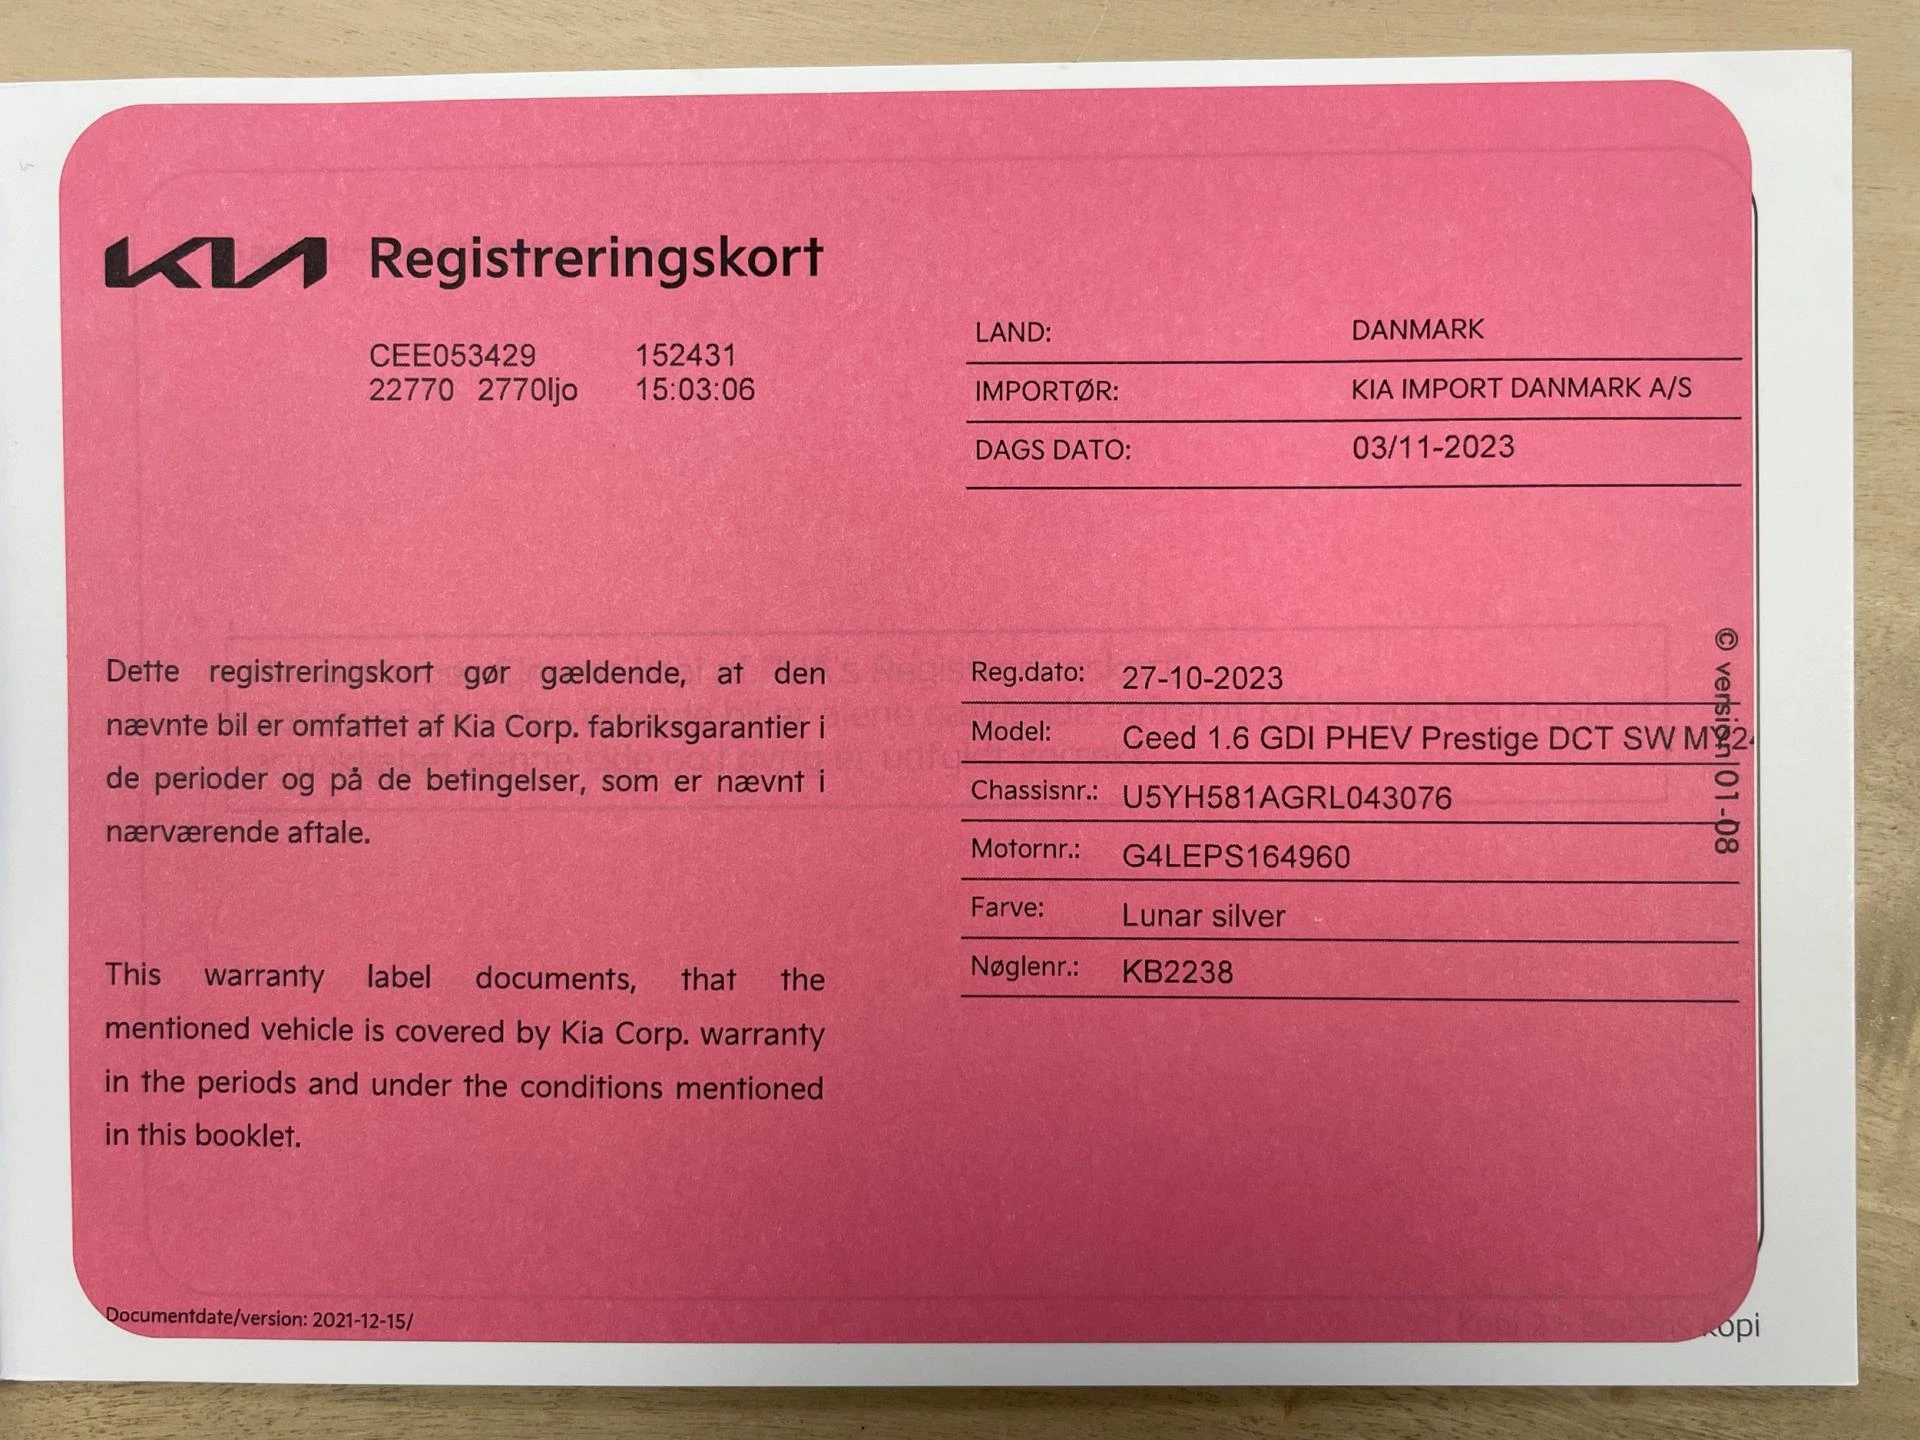 KIA Registreringskort
CEE053429 152431
22770 2770ljo 15:03:06
LAND: DANMARK
IMPORTØR: KIA IMPORT DANMARK A/S
DAGS DATO: 03/11-2023
Dette registreringskort gør gældende, at den
nævnte bil er omfattet af Kia Corp. fabriksgarantier i
de perioder og på de betingelser, som er nævnt i
nærværende aftale.
This warranty label documents, that the
mentioned vehicle is covered by Kia Corp. warranty
in the periods and under the conditions mentioned
in this booklet.
Reg.dato: 27-10-2023
Model: Ceed 1.6 GDI PHEV Prestige DCT SW MY24
Chassisnr.: U5YH581AGRL043076
Motornr.: G4LEPS164960
Farve: Lunar silver
Nøglenr.: KB2238
© version 01-08
Documentdate/version: 2021-12-15/
kopi